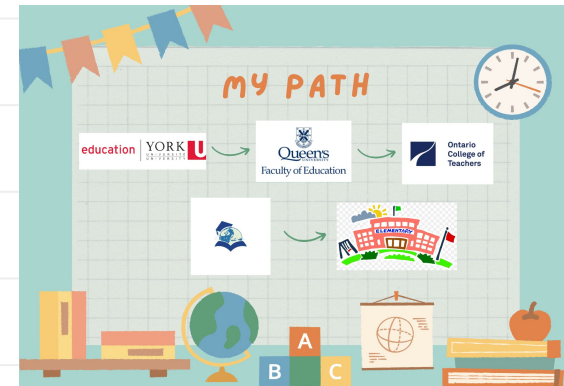 MY PATH
education | YORK U
UNIVERSITÉ
UNIVERSITY
Queen's
UNIVERSITY
Faculty of Education
Ontario
College of
Teachers
ELEMENTARY
A
B C